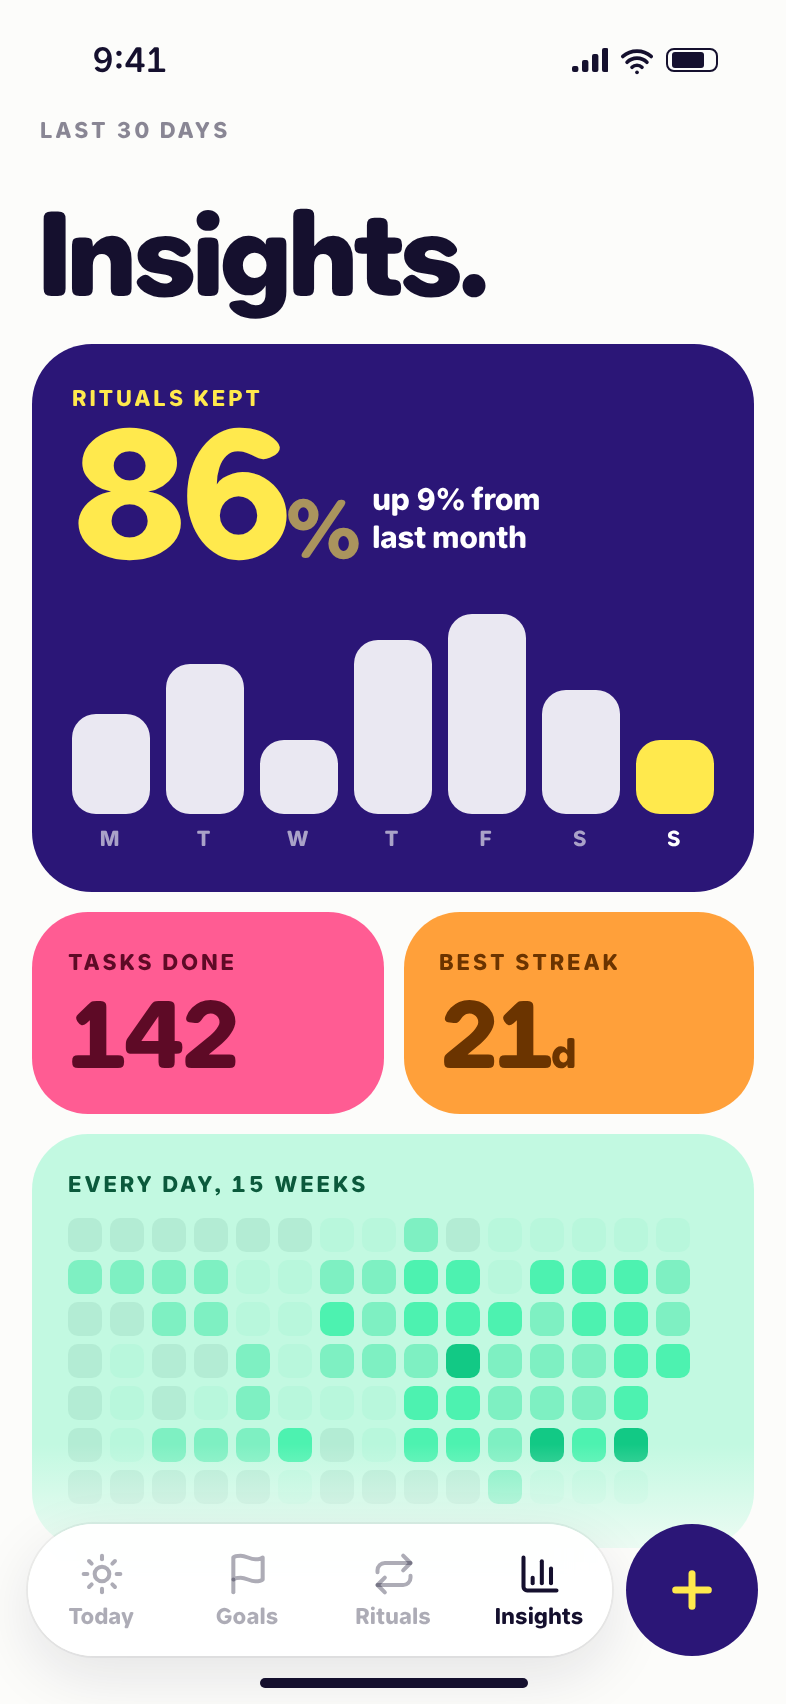 9:41
LAST 30 DAYS
Insights.
RITUALS KEPT
86%
up 9% from
last month
M T W T F S S
TASKS DONE
142
BEST STREAK
21d
EVERY DAY, 15 WEEKS
Today Goals Rituals Insights